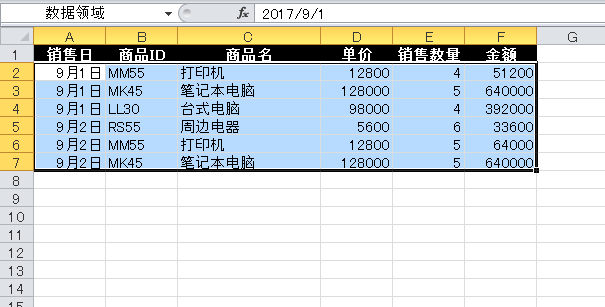 数据领域 fx 2017/9/1
A B C D E F G
1 销售日 商品ID 商品名 单价 销售数量 金额
2 9月1日 MM55 打印机 12800 4 51200
3 9月1日 MK45 笔记本电脑 128000 5 640000
4 9月1日 LL30 台式电脑 98000 4 392000
5 9月2日 RS55 周边电器 5600 6 33600
6 9月2日 MM55 打印机 12800 5 64000
7 9月2日 MK45 笔记本电脑 128000 5 640000
8
9
10
11
12
13
14
15